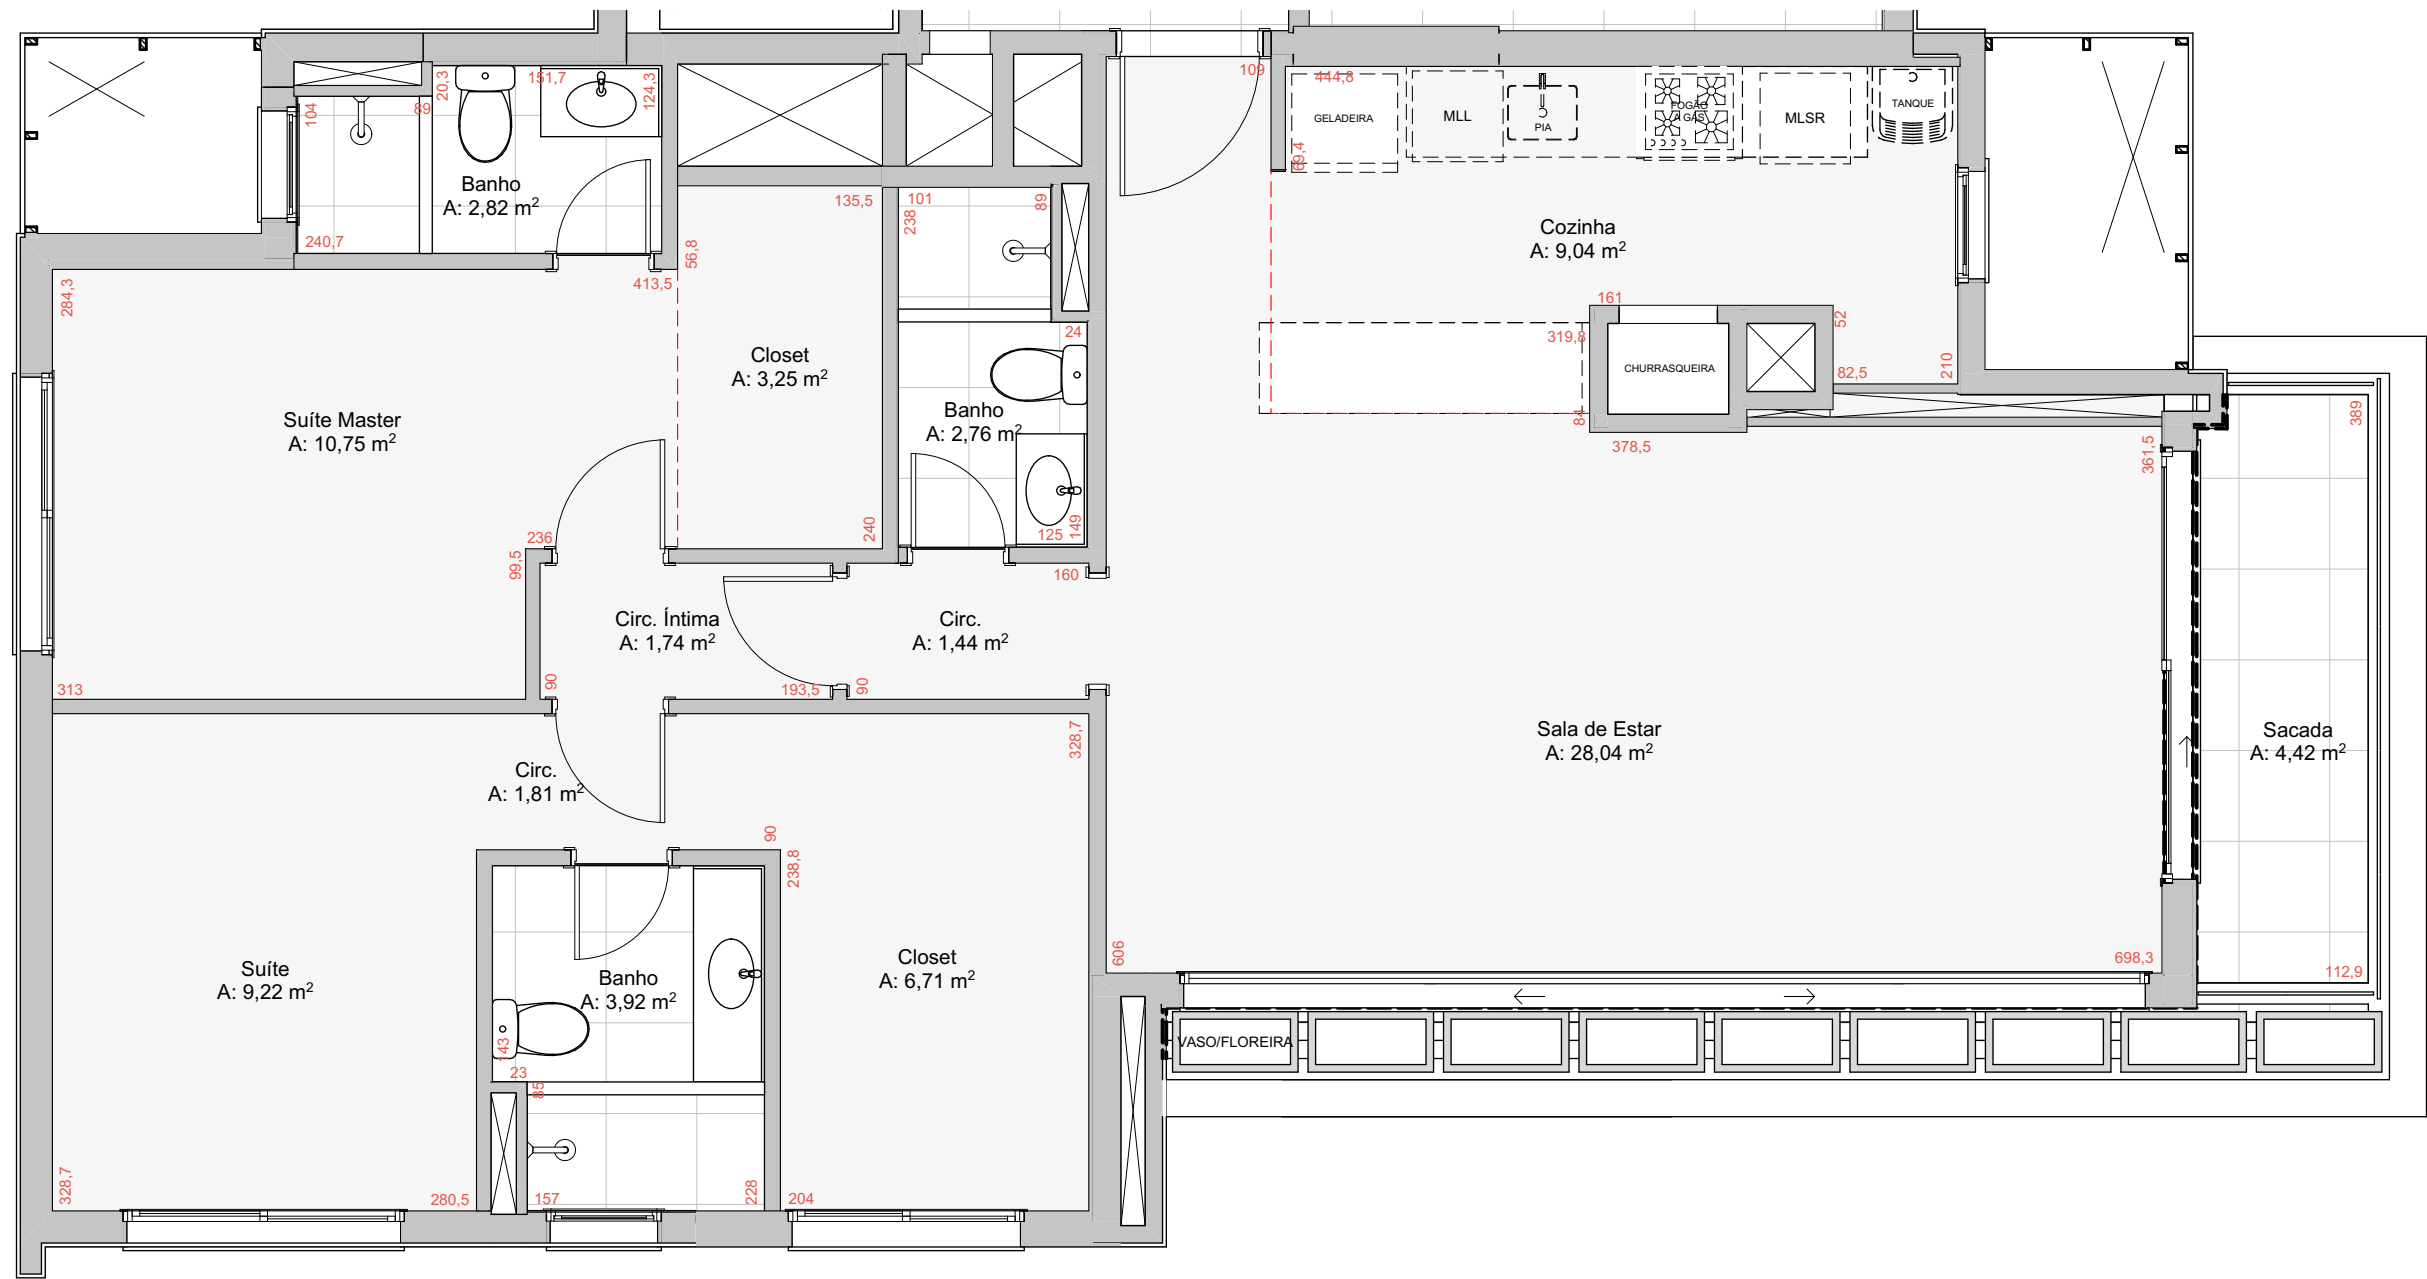 20,3
151,7
124,3
104
89
Banho
A: 2,82 m²
240,7
109
444,8
GELADEIRA
MLL
PIA
FOGÃO
A GÁS
MLSR
TANQUE
69,4
135,5
101
238
89
56,8
413,5
284,3
Cozinha
A: 9,04 m²
161
52
319,8
24
Closet
A: 3,25 m²
CHURRASQUEIRA
82,5
210
Suíte Master
A: 10,75 m²
Banho
A: 2,76 m²
84
378,5
361,5
389
236
99,5
240
125
149
160
Circ. Íntima
A: 1,74 m²
Circ.
A: 1,44 m²
313
90
193,5
90
328,7
Sala de Estar
A: 28,04 m²
Sacada
A: 4,42 m²
Circ.
A: 1,81 m²
90
238,8
Suíte
A: 9,22 m²
Banho
A: 3,92 m²
Closet
A: 6,71 m²
606
698,3
112,9
143
23
85
VASO/FLOREIRA
328,7
280,5
157
228
204